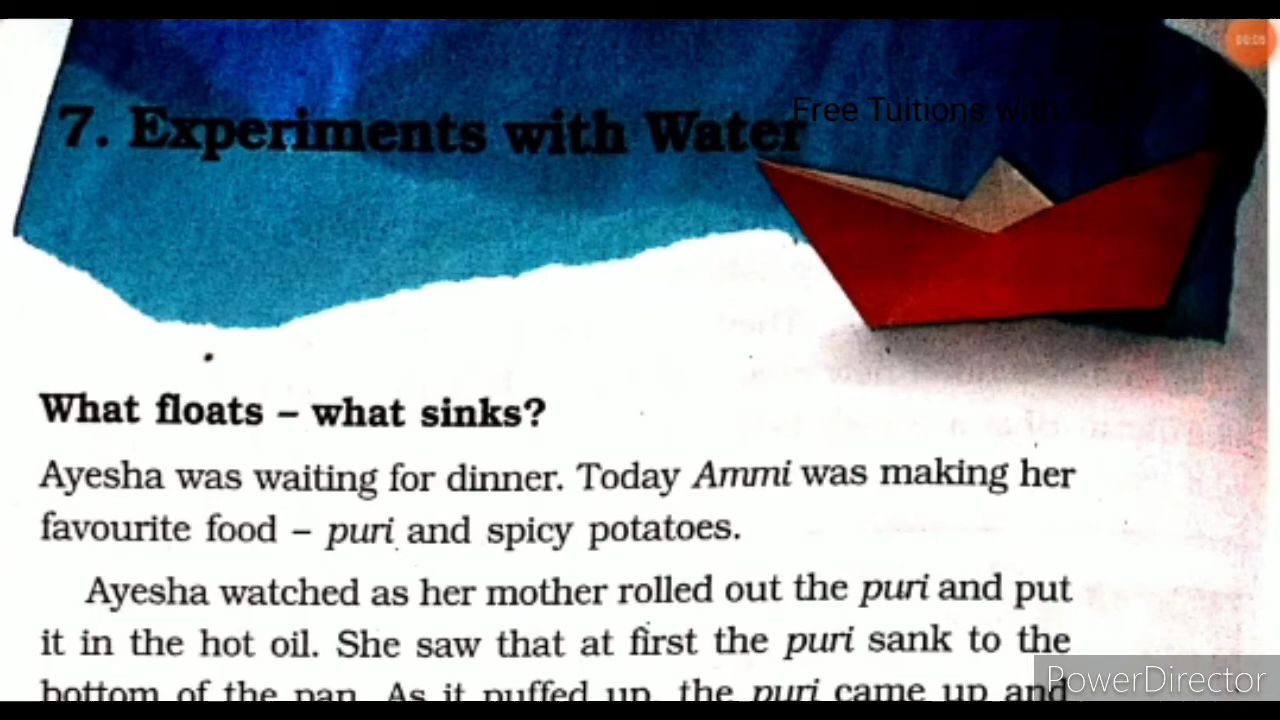 00:05
Free Tuitions with
7. Experiments with Water
What floats – what sinks?
Ayesha was waiting for dinner. Today Ammi was making her
favourite food – puri and spicy potatoes.
Ayesha watched as her mother rolled out the puri and put
it in the hot oil. She saw that at first the puri sank to the
bottom of the pan. As it puffed up, the puri came up and
PowerDirector